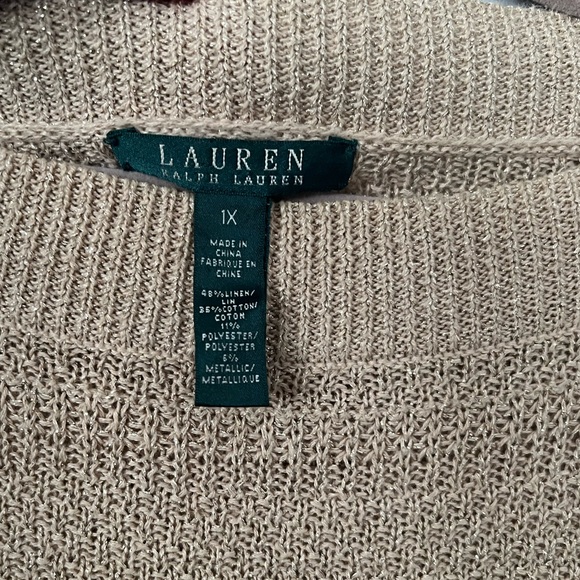 LAUREN
RALPH LAUREN
1X
MADE IN
CHINA
FABRIQUE EN
CHINE
48%LINEN/
LIN
35%COTTON/
COTON
11%
POLYESTER/
POLYESTER
6%
METALLIC/
METALLIQUE